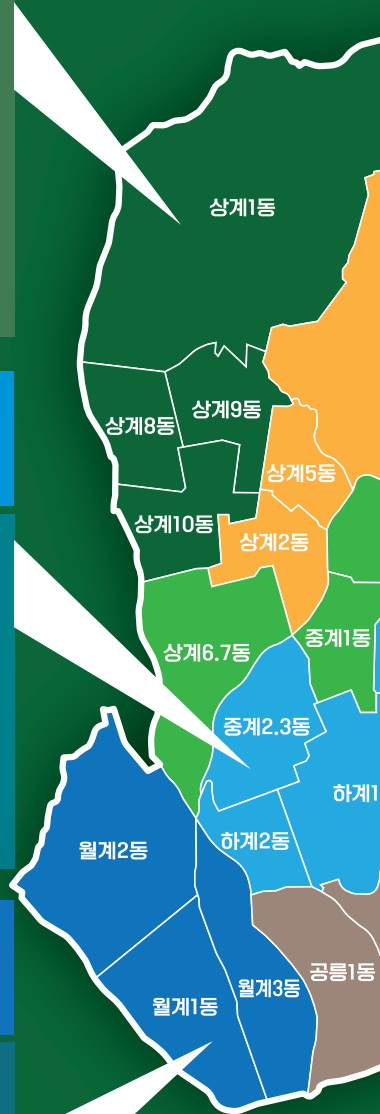 상계1동
상계9동
상계8동
상계5동
상계10동
상계2동
중계1동
상계6.7동
중계2.3동
하계1
하계2동
월계2동
공릉1동
월계3동
월계1동